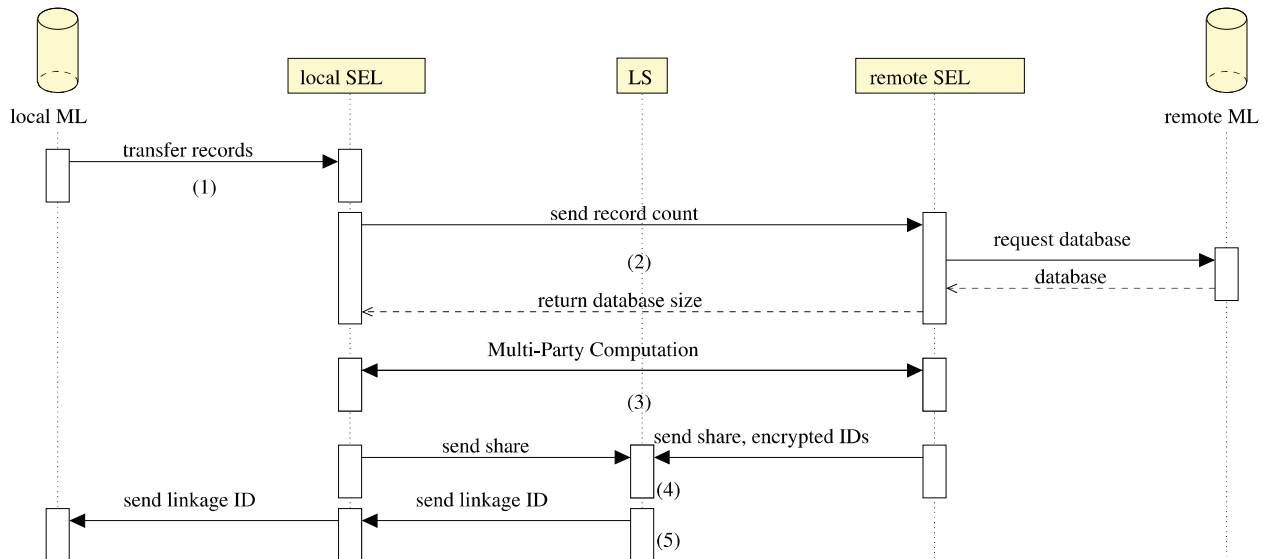 local SEL
LS
remote SEL
local ML
remote ML
transfer records
(1)
send record count
(2)
request database
database
return database size
Multi-Party Computation
(3)
send share
send share, encrypted IDs
(4)
send linkage ID
send linkage ID
(5)